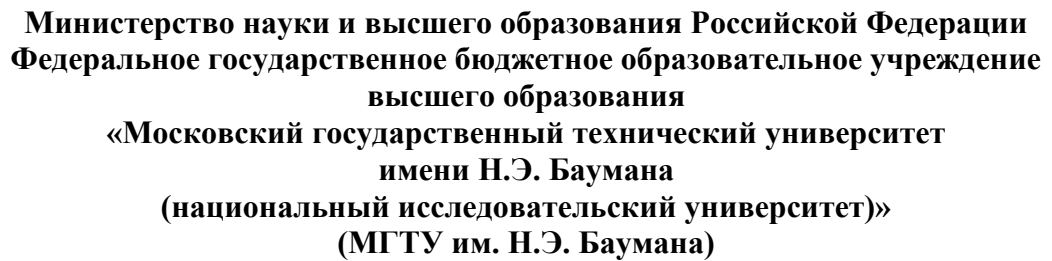 Министерство науки и высшего образования Российской Федерации
Федеральное государственное бюджетное образовательное учреждение
высшего образования
«Московский государственный технический университет
имени Н.Э. Баумана
(национальный исследовательский университет)»
(МГТУ им. Н.Э. Баумана)